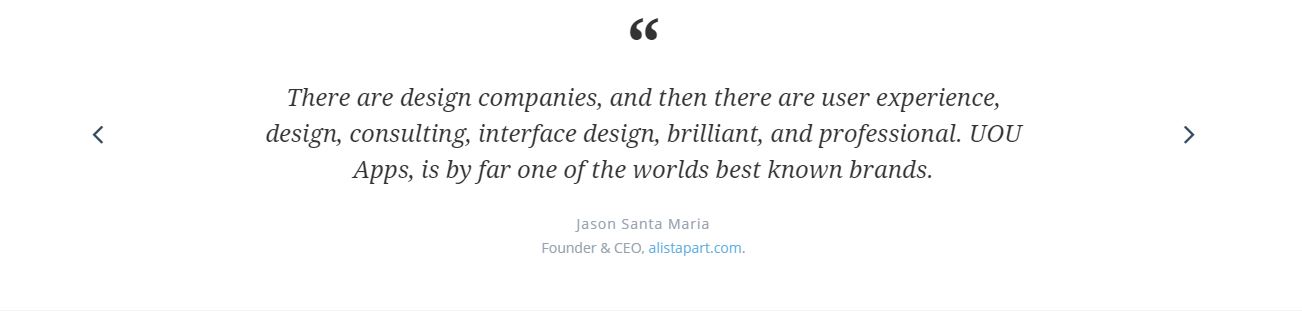 “
There are design companies, and then there are user experience,
design, consulting, interface design, brilliant, and professional. UOU
Apps, is by far one of the worlds best known brands.
Jason Santa Maria
Founder & CEO, alistapart.com.